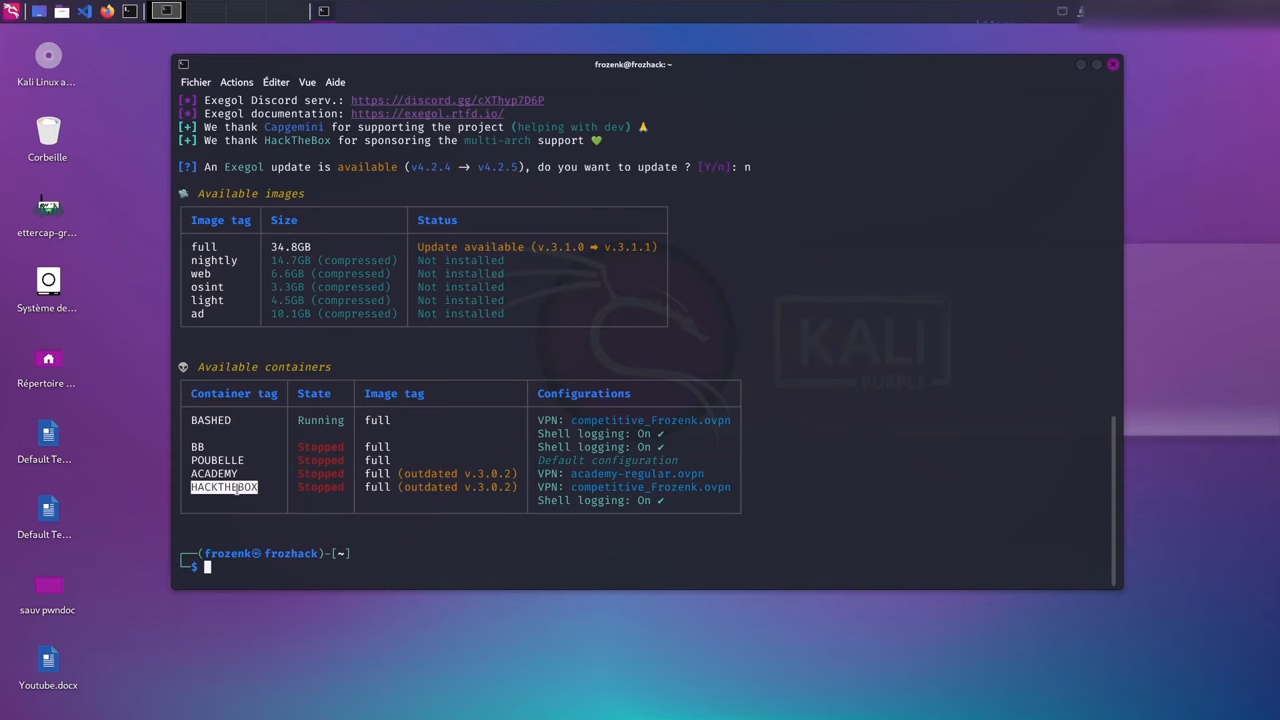 frozenk@frozhack: ~
Fichier Actions Éditer Vue Aide
[*] Exegol Discord serv.: https://discord.gg/cXThyp7D6P
[*] Exegol documentation: https://exegol.rtfd.io/
[+] We thank Capgemini for supporting the project (helping with dev) 🙏
[+] We thank HackTheBox for sponsoring the multi-arch support 💚
[?] An Exegol update is available (v4.2.4 → v4.2.5), do you want to update ? [Y/n]: n
Available images
Image tag Size Status
full 34.8GB Update available (v.3.1.0 ➡ v.3.1.1)
nightly 14.7GB (compressed) Not installed
web 6.6GB (compressed) Not installed
osint 3.3GB (compressed) Not installed
light 4.5GB (compressed) Not installed
ad 10.1GB (compressed) Not installed
👽 Available containers
Container tag State Image tag Configurations
BASHED Running full VPN: competitive_Frozenk.ovpn
Shell logging: On ✔
BB Stopped full Shell logging: On ✔
POUBELLE Stopped full Default configuration
ACADEMY Stopped full (outdated v.3.0.2) VPN: academy-regular.ovpn
HACKTHEBOX Stopped full (outdated v.3.0.2) VPN: competitive_Frozenk.ovpn
Shell logging: On ✔
┌──(frozenk㉿frozhack)-[~]
└─$
KALI
PURPLE
Kali Linux a...
Corbeille
ettercap-gr...
Système de...
Répertoire ...
Default Te...
Default Te...
sauv pwndoc
Youtube.docx